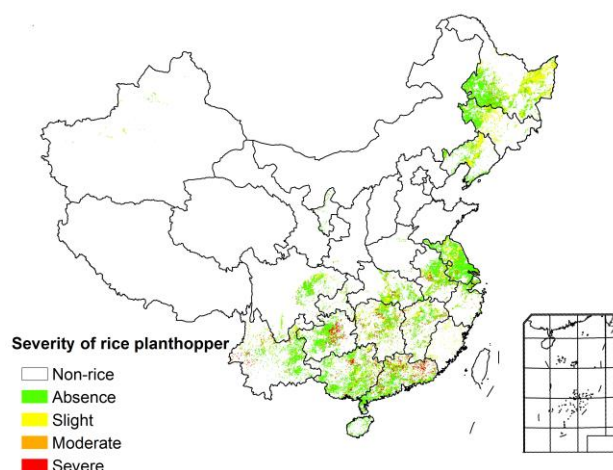 Severity of rice planthopper
Non-rice
Absence
Slight
Moderate
Severe